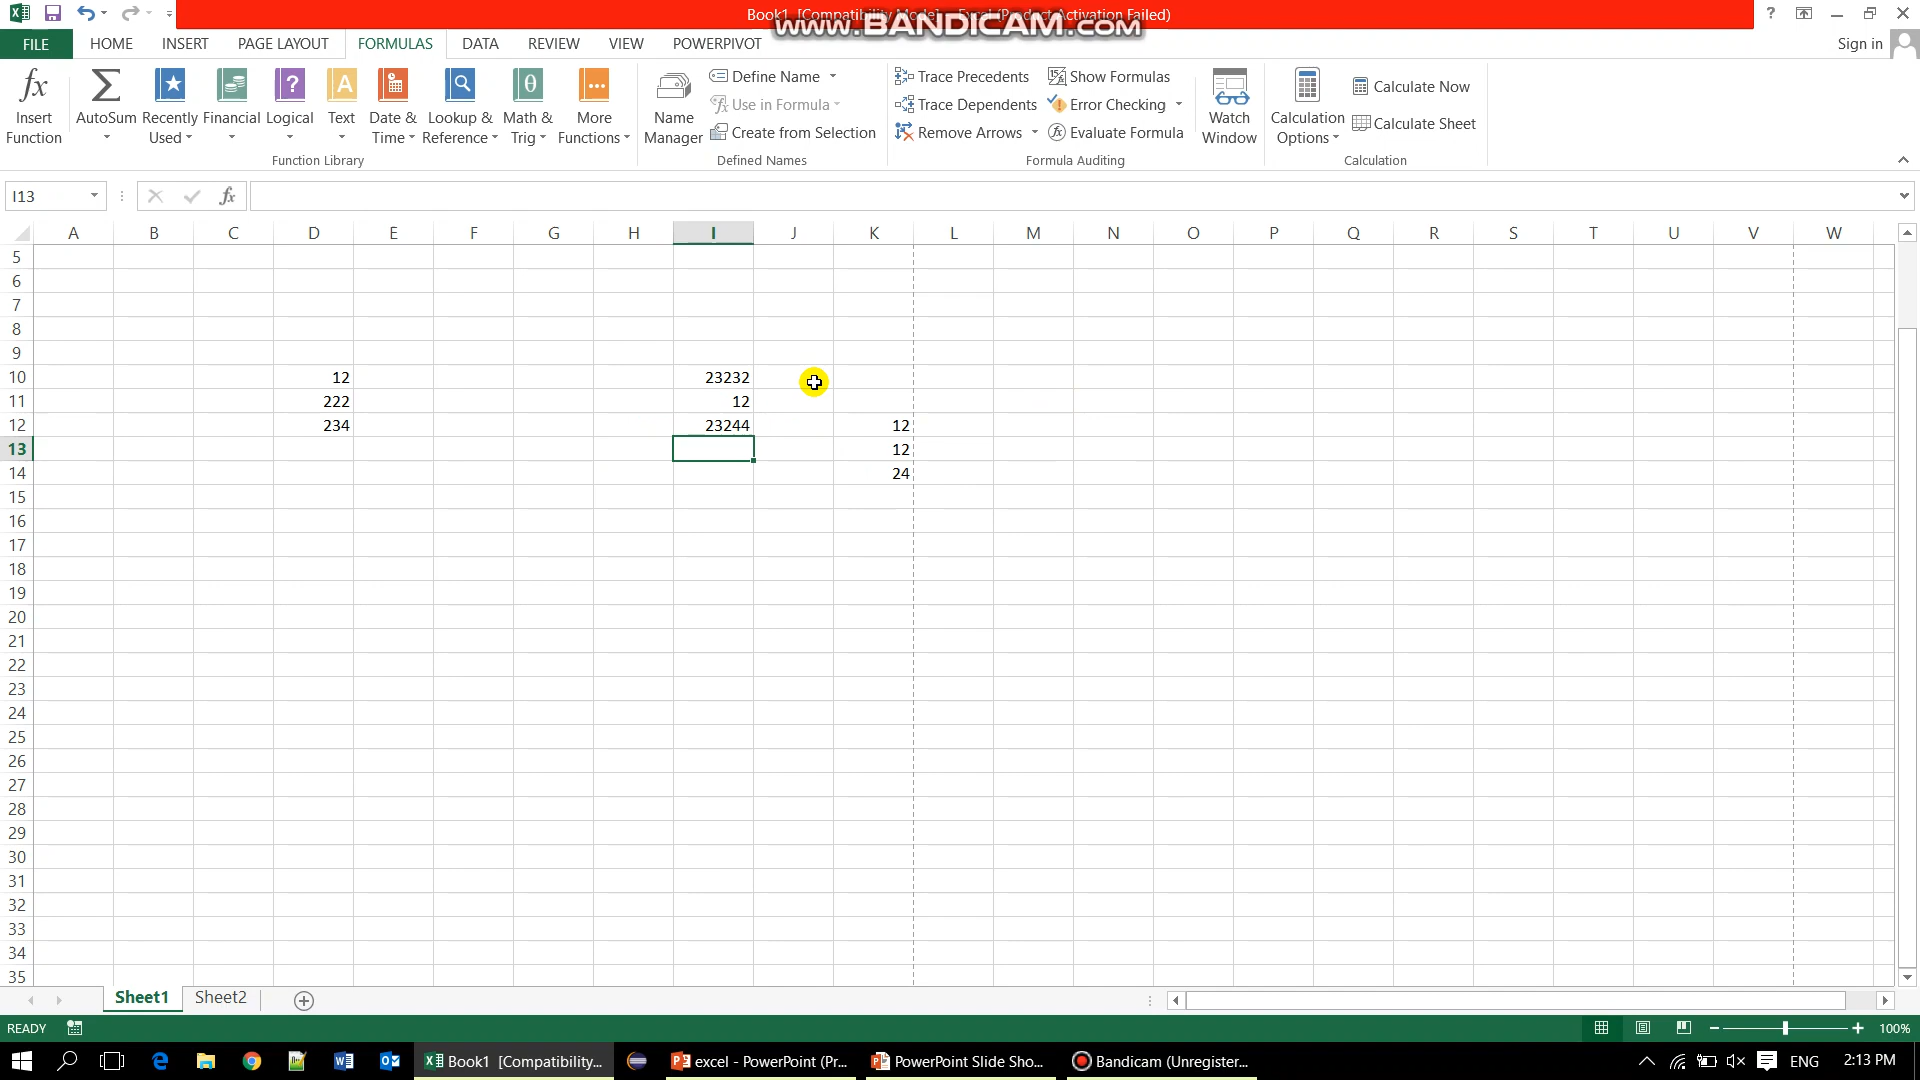 Book1 [Compatibility Mode] - Excel (Product Activation Failed)
www.BANDICAM.com
FILE HOME INSERT PAGE LAYOUT FORMULAS DATA REVIEW VIEW POWERPIVOT Sign in
fx Insert Function
AutoSum
Recently Used
Financial
Logical
Text
Date & Time
Lookup & Reference
Math & Trig
More Functions
Function Library
Name Manager
Define Name
Use in Formula
Create from Selection
Defined Names
Trace Precedents
Trace Dependents
Remove Arrows
Show Formulas
Error Checking
Evaluate Formula
Formula Auditing
Watch Window
Calculation Options
Calculate Now
Calculate Sheet
Calculation
I13 fx
A B C D E F G H I J K L M N O P Q R S T U V W
5
6
7
8
9
10 12 23232
11 222 12
12 234 23244 12
13 12
14 24
15
16
17
18
19
20
21
22
23
24
25
26
27
28
29
30
31
32
33
34
35
Sheet1 Sheet2
READY 100%
Book1 [Compatibility... excel - PowerPoint (Pr... PowerPoint Slide Sho... Bandicam (Unregister... ENG 2:13 PM